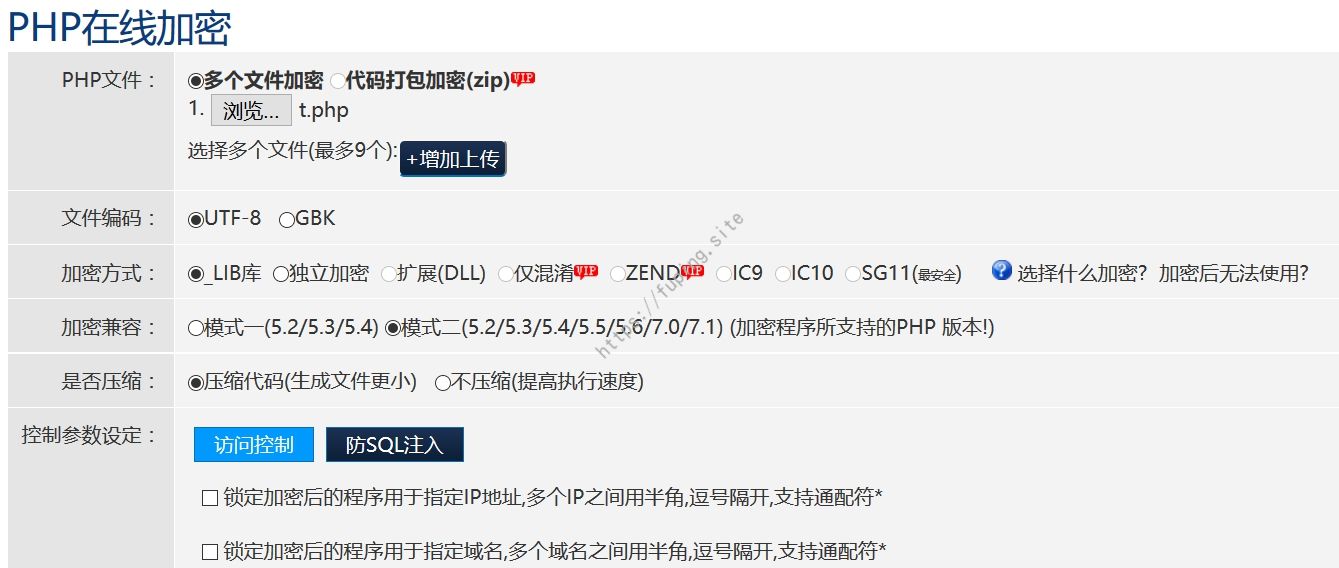 PHP在线加密
PHP文件：
多个文件加密 代码打包加密(zip) VIP
1. 浏览... t.php
选择多个文件(最多9个): +增加上传
文件编码：
UTF-8 GBK
加密方式：
_LIB库 独立加密 扩展(DLL) 仅混淆 VIP ZEND VIP IC9 IC10 SG11(最安全) ? 选择什么加密? 加密后无法使用?
加密兼容：
模式一(5.2/5.3/5.4) 模式二(5.2/5.3/5.4/5.5/5.6/7.0/7.1) (加密程序所支持的PHP 版本!)
是否压缩：
压缩代码(生成文件更小) 不压缩(提高执行速度)
控制参数设定：
访问控制 防SQL注入
锁定加密后的程序用于指定IP地址,多个IP之间用半角,逗号隔开,支持通配符*
锁定加密后的程序用于指定域名,多个域名之间用半角,逗号隔开,支持通配符*
https://fuping.site